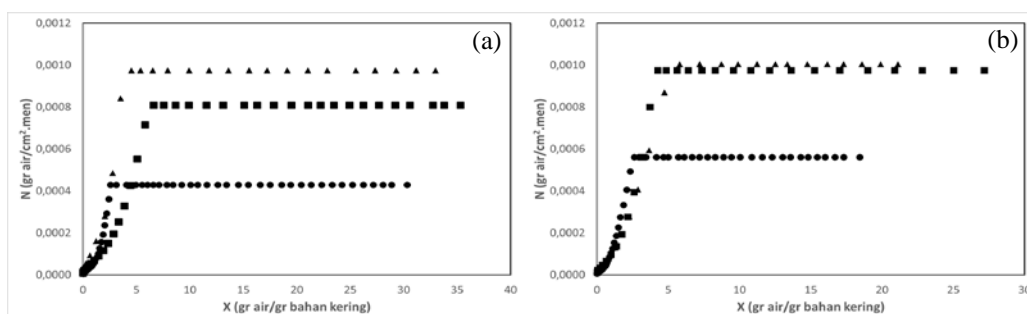 (a)
N (gr air/cm².men)
0,0012
0,0010
0,0008
0,0006
0,0004
0,0002
0,0000
0 5 10 15 20 25 30 35 40
X (gr air/gr bahan kering)
(b)
N (gr air/cm².men)
0,0012
0,0010
0,0008
0,0006
0,0004
0,0002
0,0000
0 5 10 15 20 25 30
X (gr air/gr bahan kering)